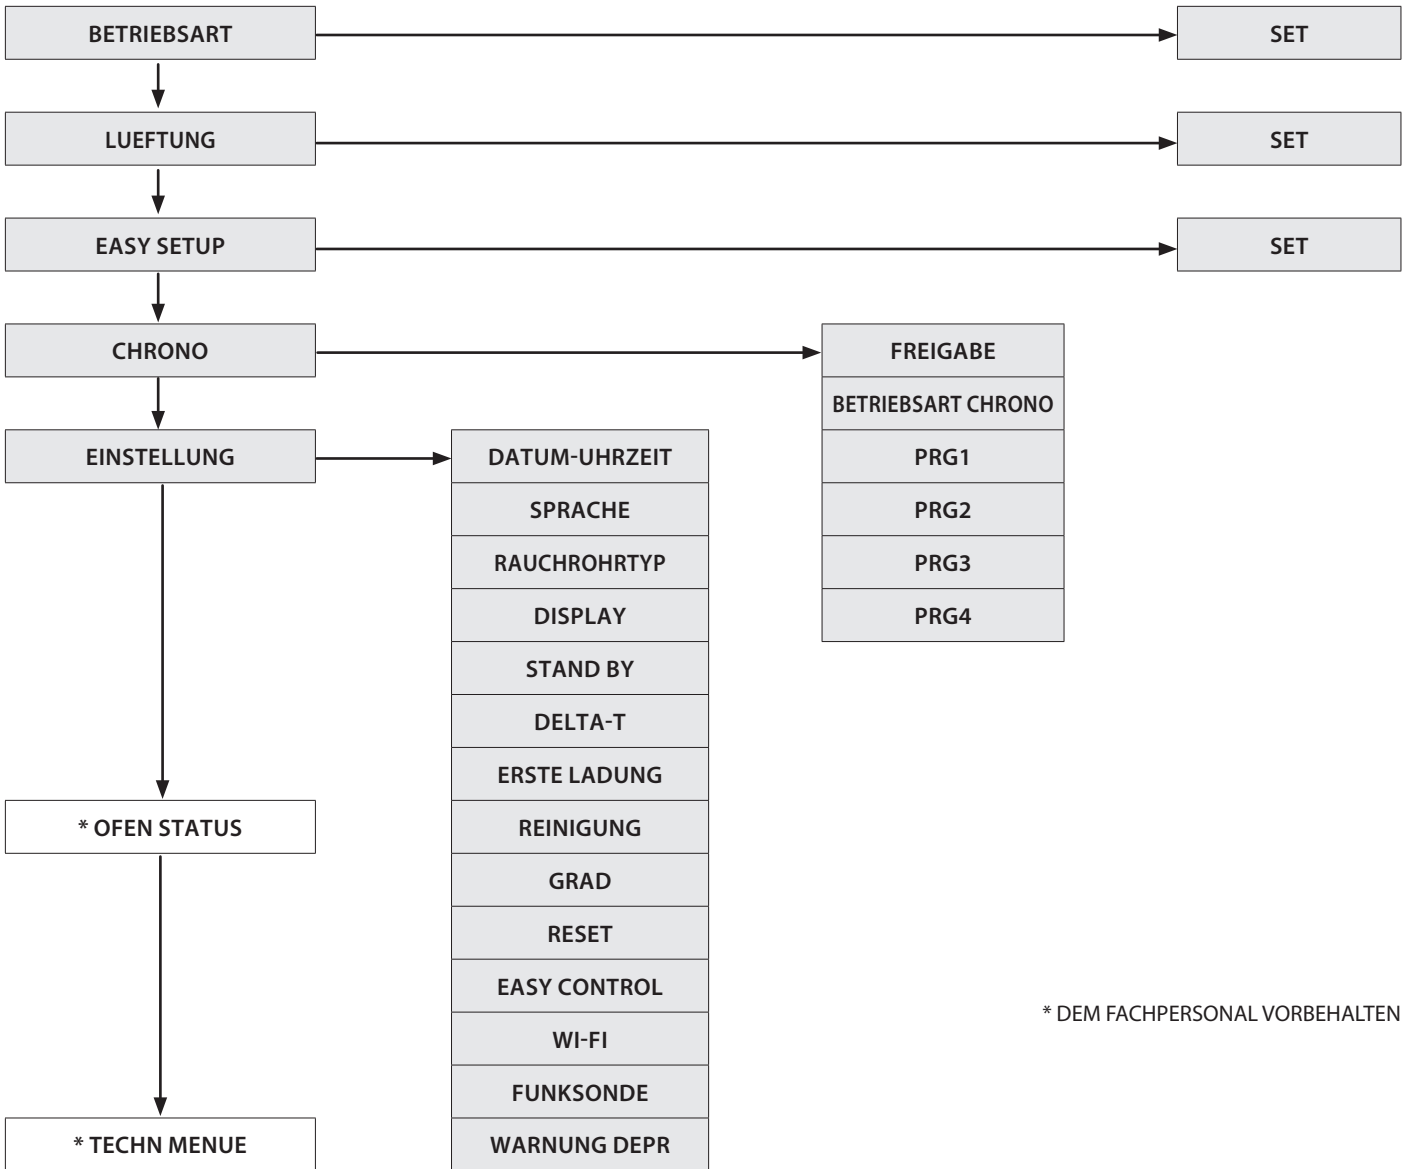 BETRIEBSART
SET
LUEFTUNG
SET
EASY SETUP
SET
CHRONO
FREIGABE
BETRIEBSART CHRONO
PRG1
PRG2
PRG3
PRG4
EINSTELLUNG
DATUM-UHRZEIT
SPRACHE
RAUCHROHRTYP
DISPLAY
STAND BY
DELTA-T
ERSTE LADUNG
REINIGUNG
GRAD
RESET
EASY CONTROL
WI-FI
FUNKSONDE
WARNUNG DEPR
* OFEN STATUS
* TECHN MENUE
* DEM FACHPERSONAL VORBEHALTEN